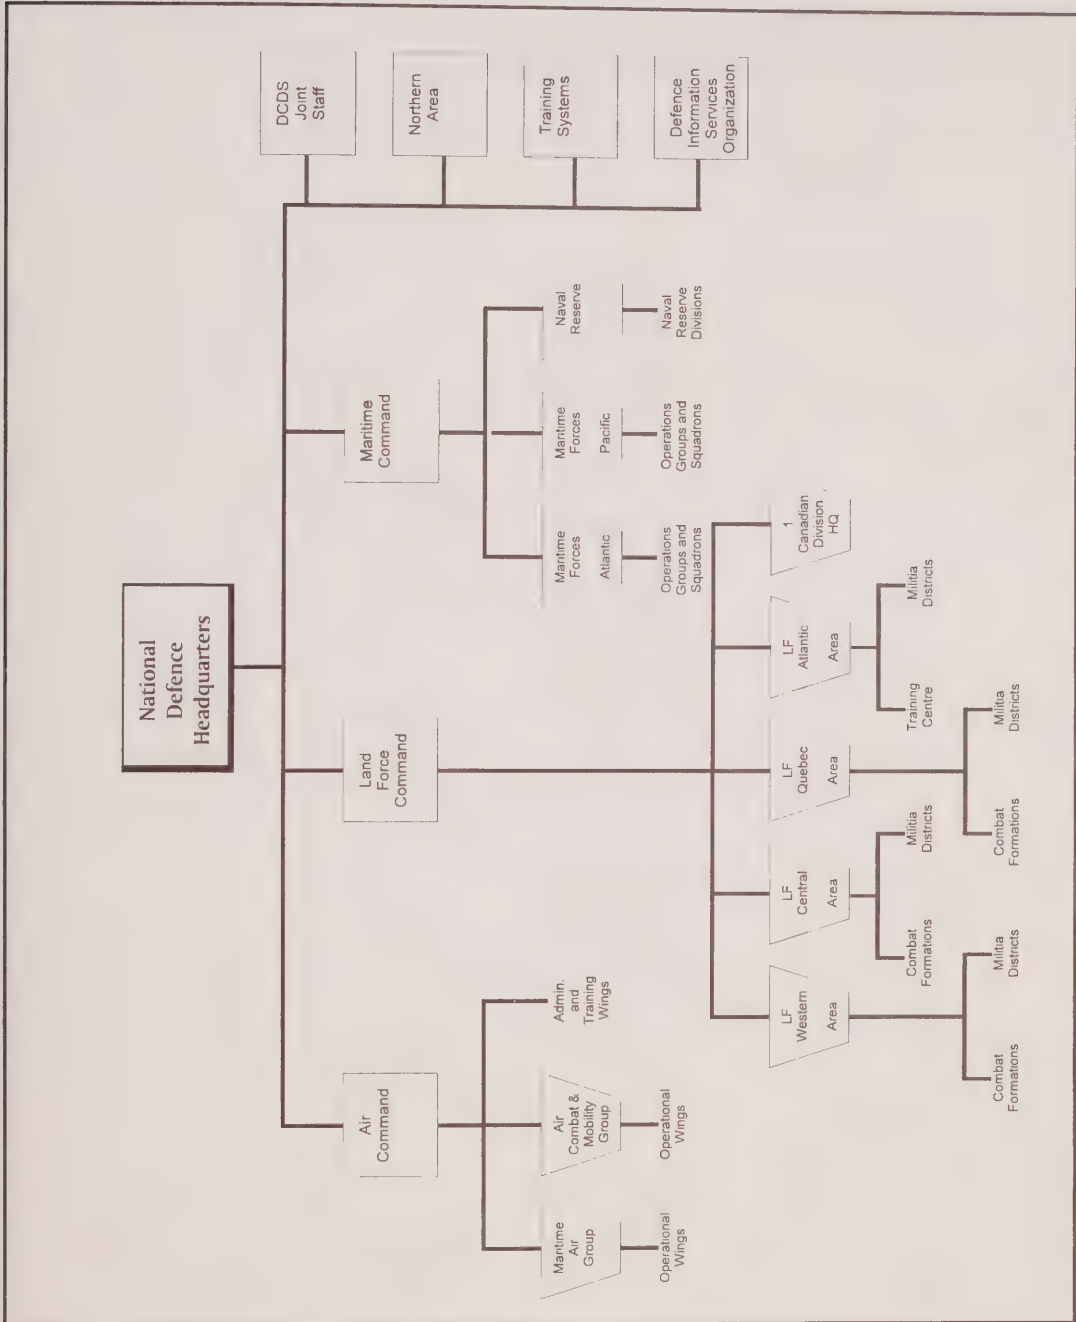 National
Defence
Headquarters
Air
Command
Land
Force
Command
Maritime
Command
DCDS
Joint
Staff
Northern
Area
Training
Systems
Defence
Information
Services
Organization
Maritime
Air
Group
Air
Combat &
Mobility
Group
Admin.
and
Training
Wings
Operational
Wings
Operational
Wings
Maritime
Forces
Atlantic
Maritime
Forces
Pacific
Naval
Reserve
Operations
Groups and
Squadrons
Operations
Groups and
Squadrons
Naval
Reserve
Divisions
LF
Western
Area
LF
Central
Area
LF
Quebec
Area
LF
Atlantic
Area
1
Canadian
Division
HQ
Combat
Formations
Militia
Districts
Combat
Formations
Militia
Districts
Combat
Formations
Militia
Districts
Training
Centre
Militia
Districts